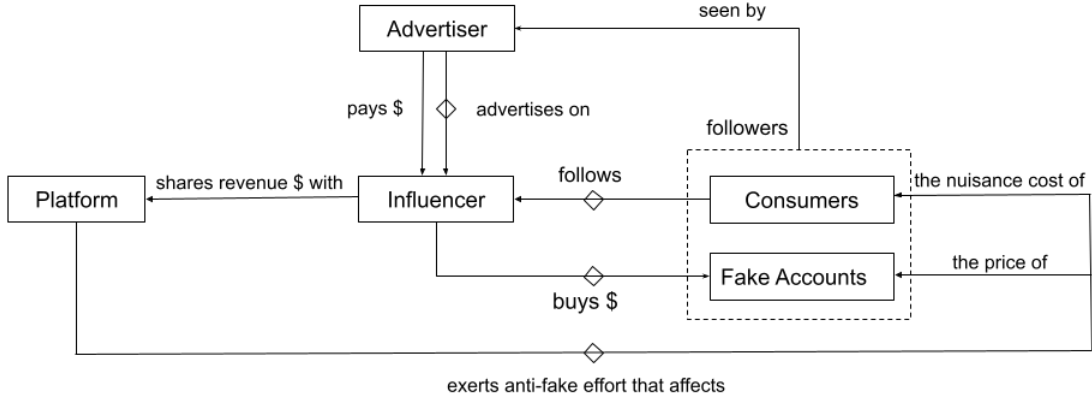 seen by
Advertiser
pays $
advertises on
followers
shares revenue $ with
follows
the nuisance cost of
Platform
Influencer
Consumers
the price of
Fake Accounts
buys $
exerts anti-fake effort that affects